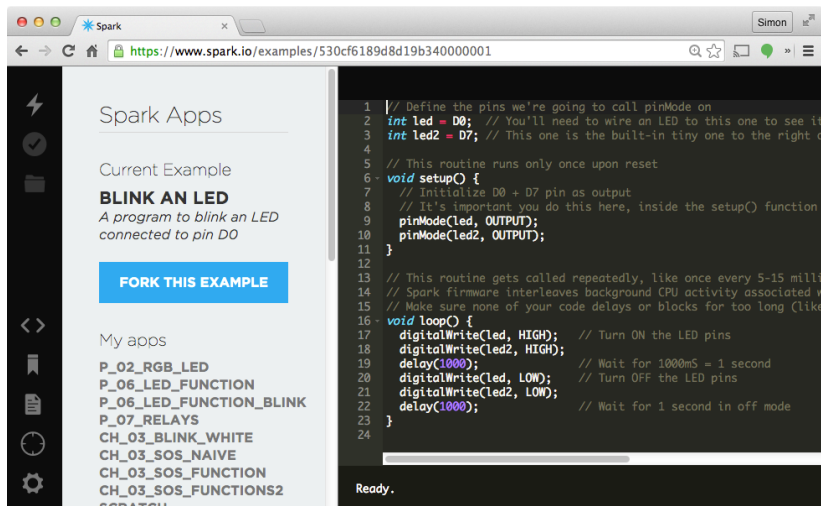 Spark
Simon
https://www.spark.io/examples/530cf6189d8d19b340000001
Spark Apps
Current Example
BLINK AN LED
A program to blink an LED
connected to pin D0
FORK THIS EXAMPLE
My apps
P_02_RGB_LED
P_06_LED_FUNCTION
P_06_LED_FUNCTION_BLINK
P_07_RELAYS
CH_03_BLINK_WHITE
CH_03_SOS_NAIVE
CH_03_SOS_FUNCTION
CH_03_SOS_FUNCTIONS2
SCRATCH
1 // Define the pins we're going to call pinMode on
2 int led = D0; // You'll need to wire an LED to this one to see it
3 int led2 = D7; // This one is the built-in tiny one to the right
4
5 // This routine runs only once upon reset
6 void setup() {
7 // Initialize D0 + D7 pin as output
8 // It's important you do this here, inside the setup() function
9 pinMode(led, OUTPUT);
10 pinMode(led2, OUTPUT);
11 }
12
13 // This routine gets called repeatedly, like once every 5-15 milli
14 // Spark firmware interleaves background CPU activity associated w
15 // Make sure none of your code delays or blocks for too long (like
16 void loop() {
17 digitalWrite(led, HIGH); // Turn ON the LED pins
18 digitalWrite(led2, HIGH);
19 delay(1000); // Wait for 1000mS = 1 second
20 digitalWrite(led, LOW); // Turn OFF the LED pins
21 digitalWrite(led2, LOW);
22 delay(1000); // Wait for 1 second in off mode
23 }
24
Ready.